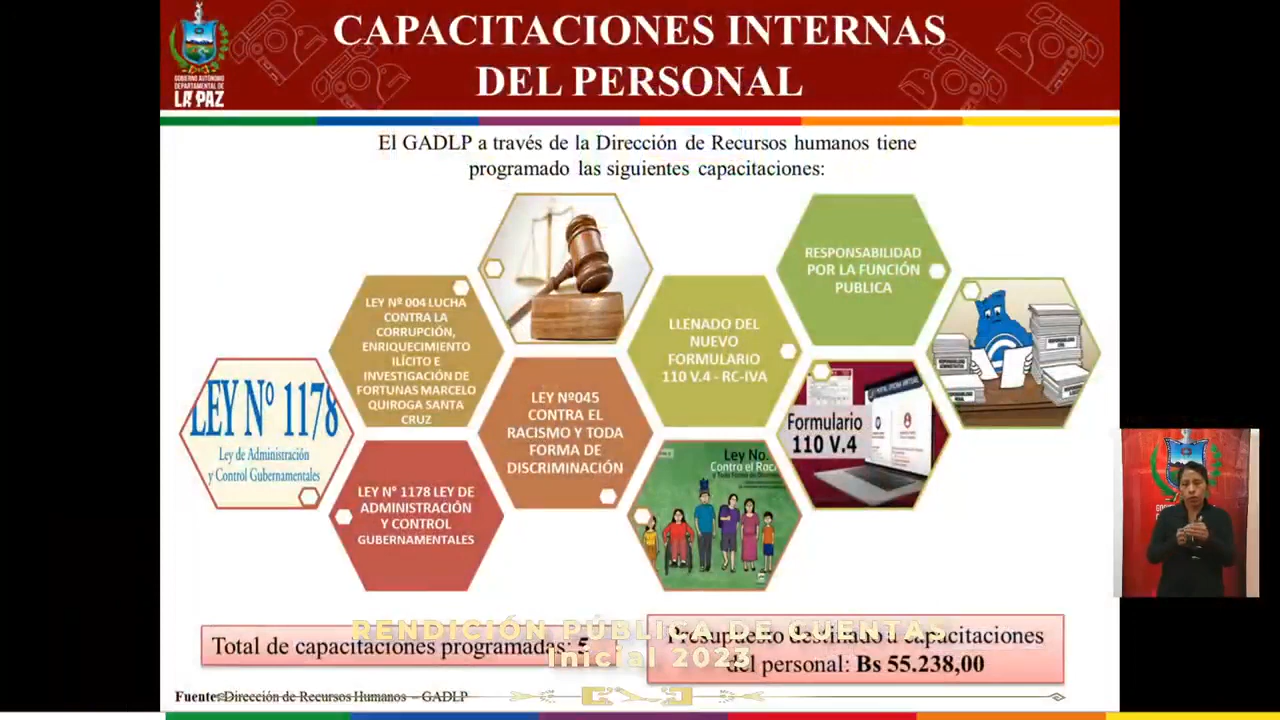 GOBIERNO AUTÓNOMO
DEPARTAMENTAL DE
LA PAZ
CAPACITACIONES INTERNAS
DEL PERSONAL
El GADLP a través de la Dirección de Recursos humanos tiene
programado las siguientes capacitaciones:
LEY Nº 1178
Ley de Administración
y Control Gubernamentales
LEY Nº 004 LUCHA
CONTRA LA
CORRUPCIÓN,
ENRIQUECIMIENTO
ILÍCITO E
INVESTIGACIÓN DE
FORTUNAS MARCELO
QUIROGA SANTA
CRUZ
LEY N° 1178 LEY DE
ADMINISTRACIÓN
Y CONTROL
GUBERNAMENTALES
LEY Nº045
CONTRA EL
RACISMO Y TODA
FORMA DE
DISCRIMINACIÓN
LLENADO DEL
NUEVO
FORMULARIO
110 V.4 - RC-IVA
Ley No.
Contra el Rac
RESPONSABILIDAD
POR LA FUNCIÓN
PUBLICA
Formulario
110 V.4
Total de capacitaciones programadas: 5
Presupuesto destinado a capacitaciones
del personal: Bs 55.238,00
RENDICIÓN PÚBLICA DE CUENTAS
Inicial 2023
Fuente: Dirección de Recursos Humanos – GADLP